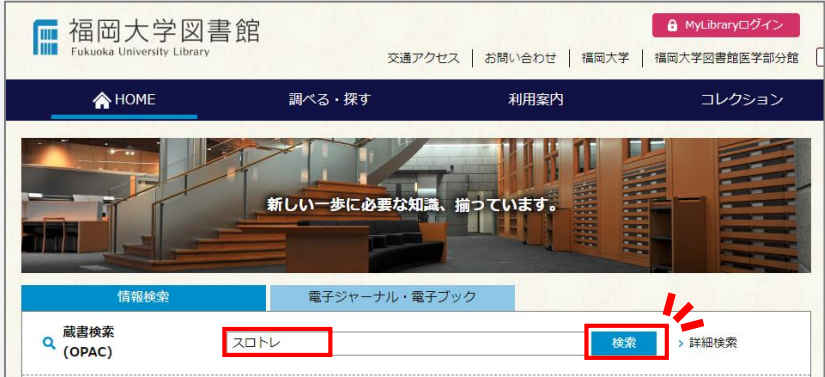 福岡大学図書館
Fukuoka University Library
MyLibraryログイン
交通アクセス
お問い合わせ
福岡大学
福岡大学図書館医学部分館
HOME
調べる・探す
利用案内
コレクション
新しい一歩に必要な知識、揃っています。
情報検索
電子ジャーナル・電子ブック
蔵書検索
(OPAC)
スロトレ
検索
詳細検索